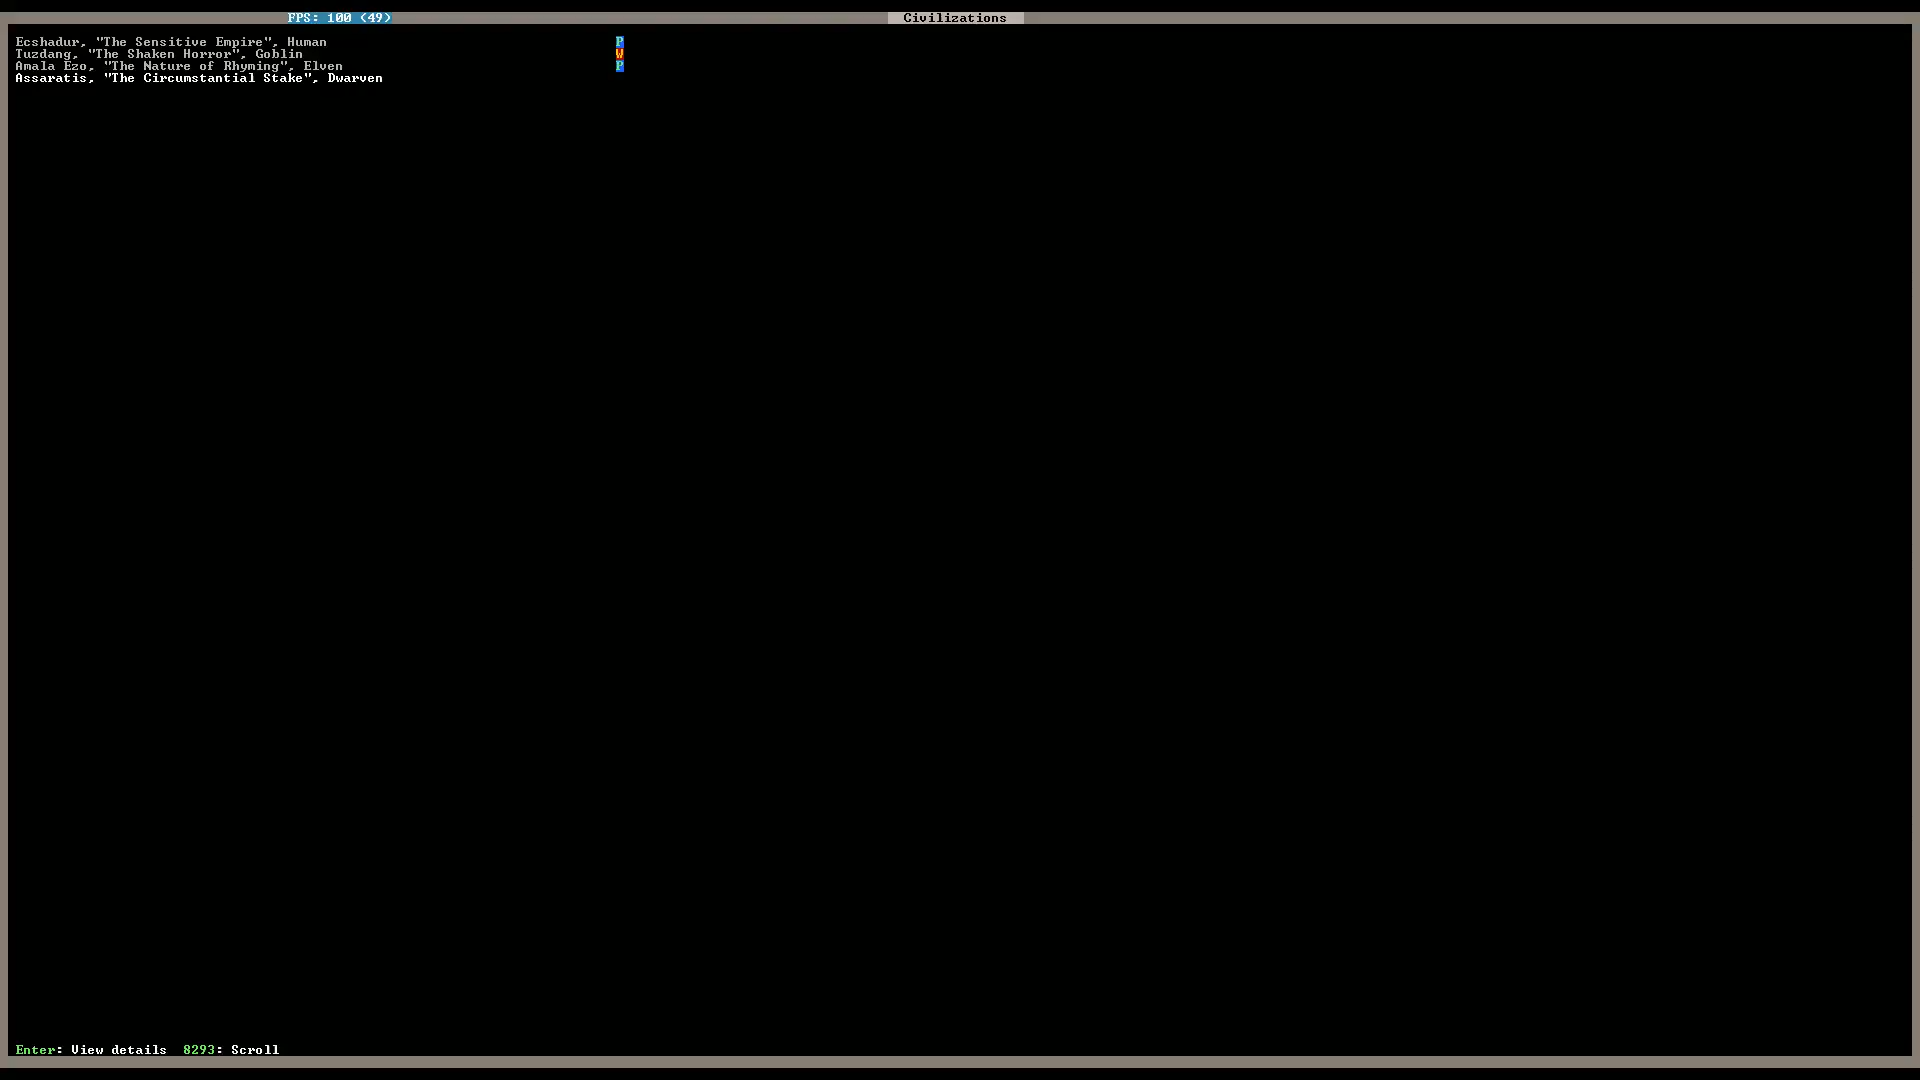 FPS: 100 (49) Civilizations
Ecshadur, "The Sensitive Empire", Human P
Tuzdang, "The Shaken Horror", Goblin W
Amala Ezo, "The Nature of Rhyming", Elven P
Assaratis, "The Circumstantial Stake", Dwarven
Enter: View details 8293: Scroll